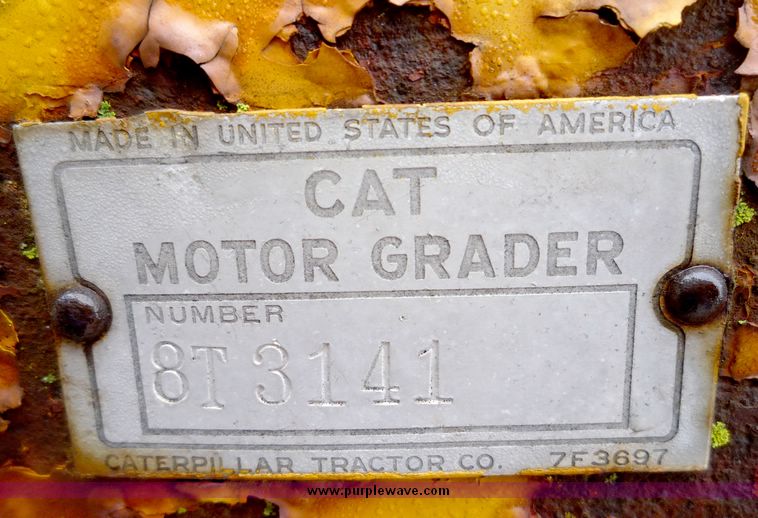 MADE IN UNITED STATES OF AMERICA
CAT
MOTOR GRADER
NUMBER
8T 3141
CATERPILLAR TRACTOR CO. 7F3697
www.purplewave.com